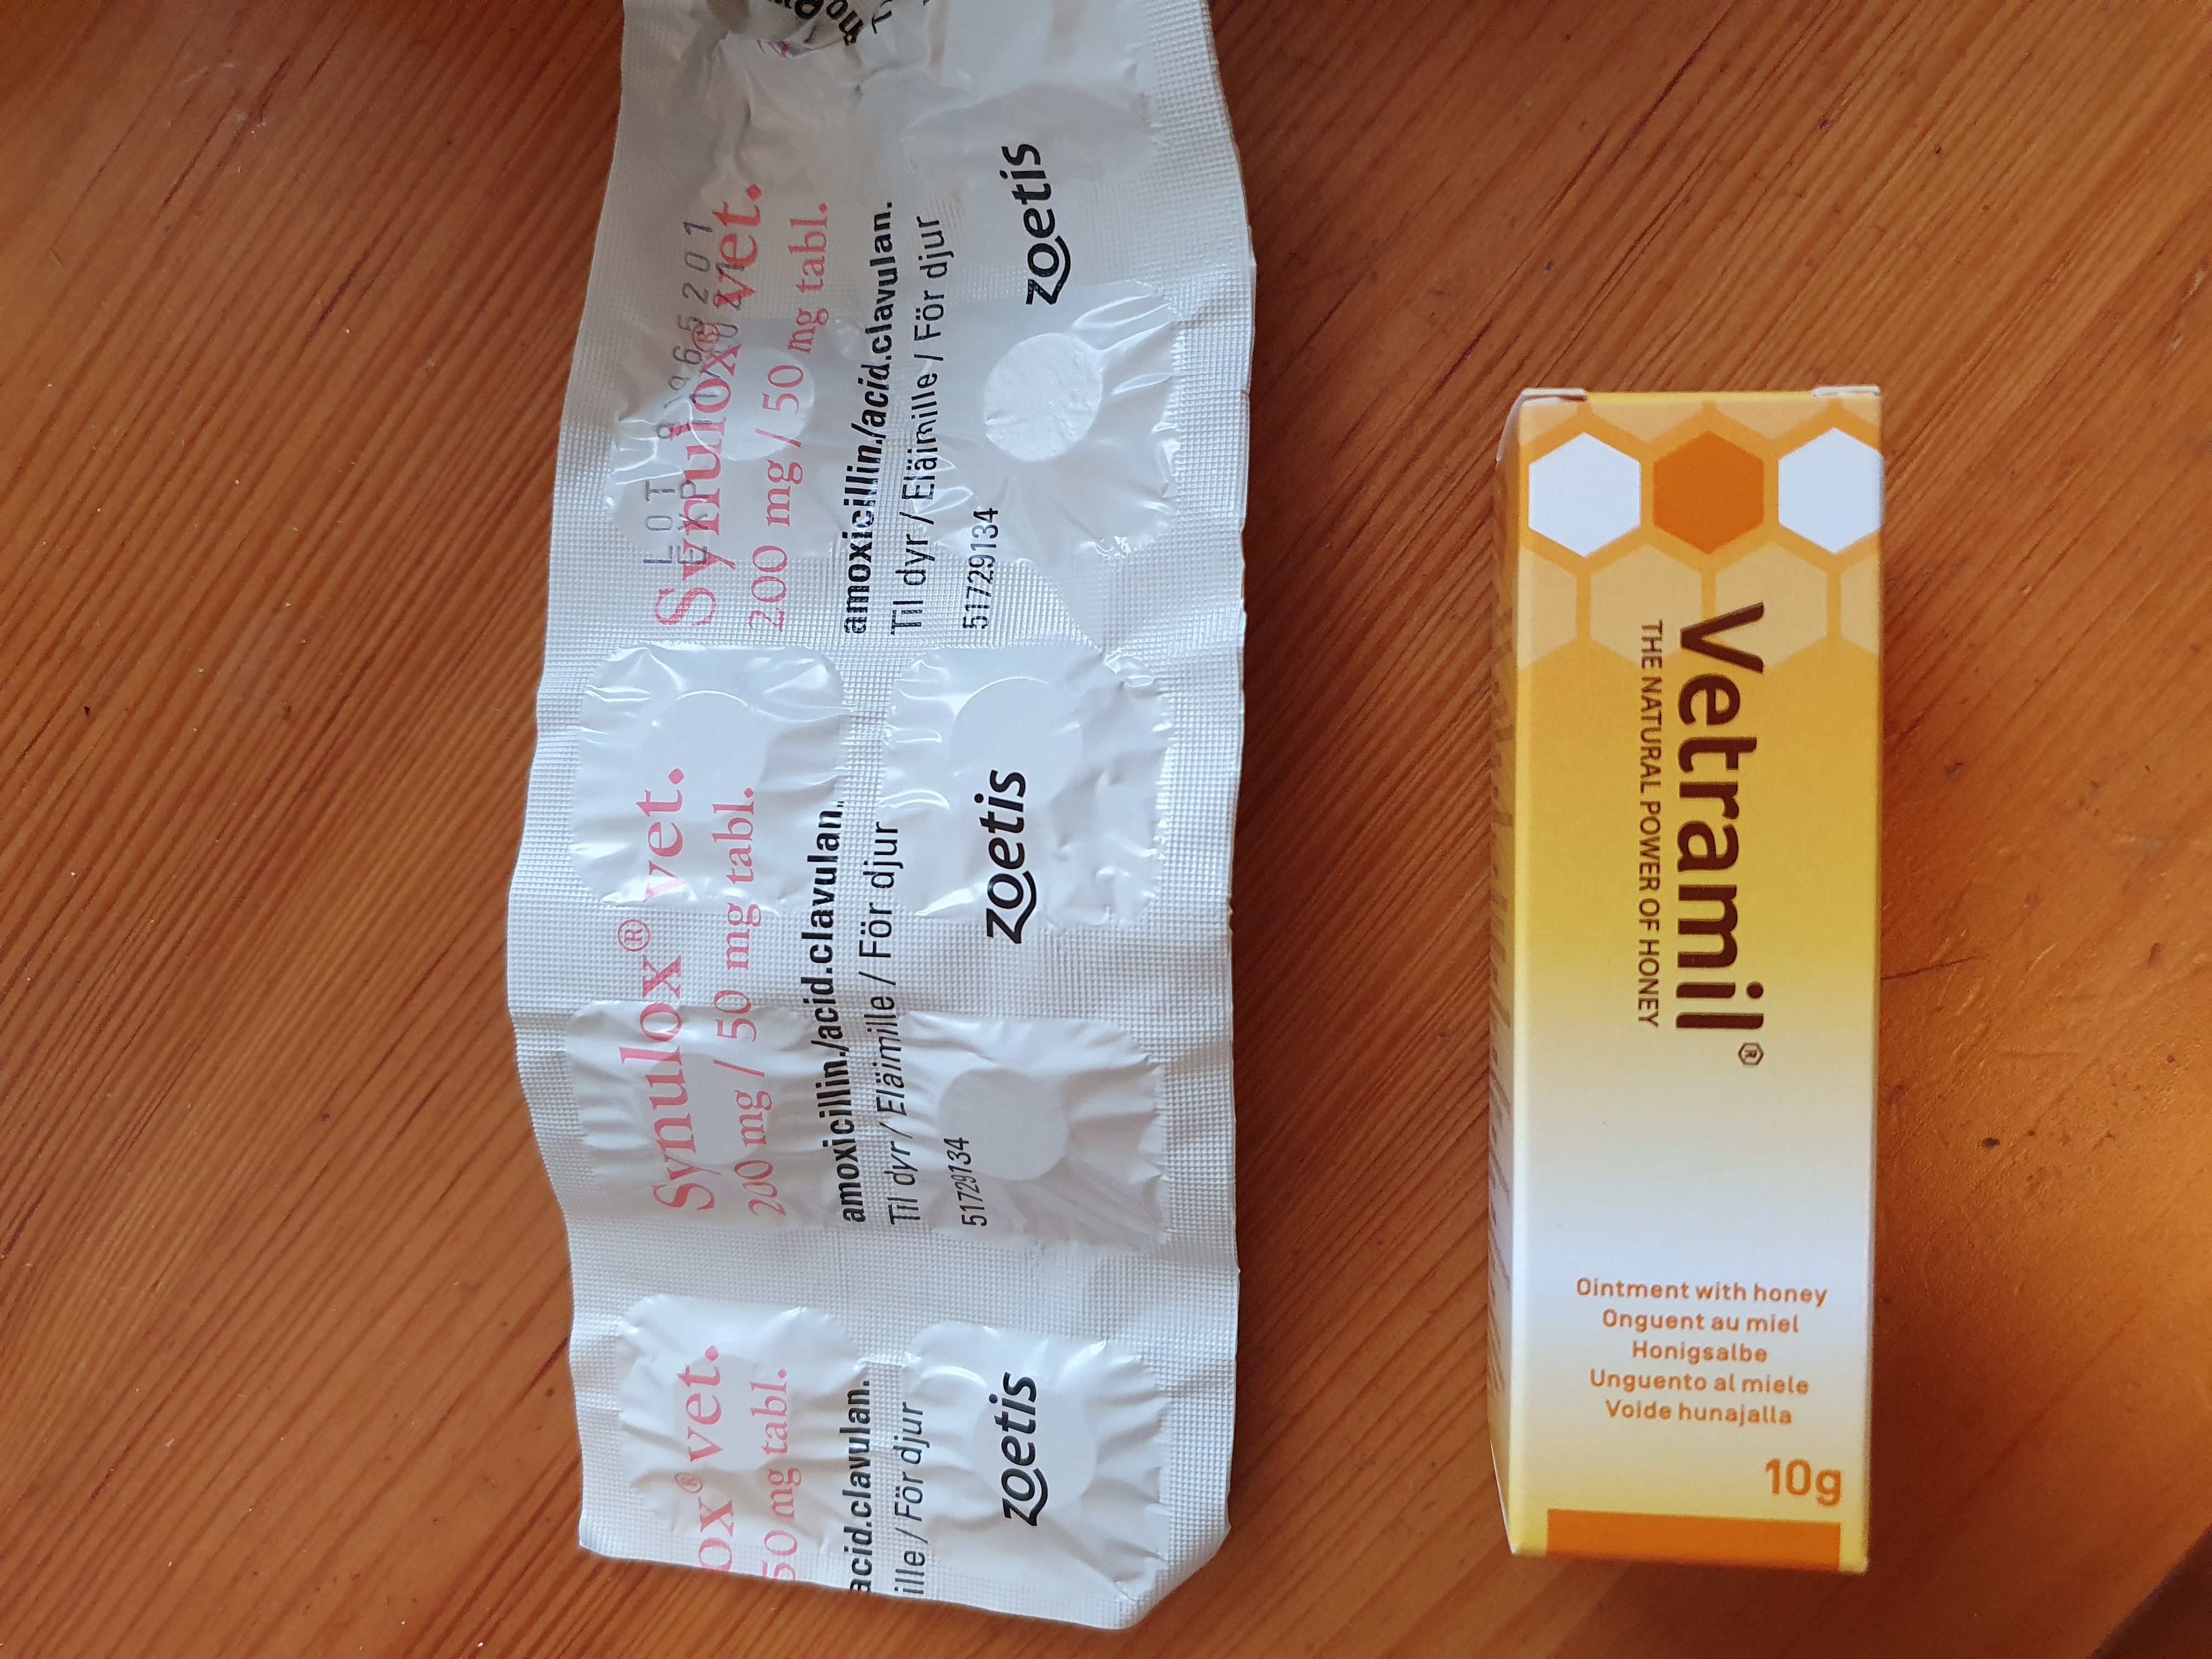 ox® vet.
50 mg tabl.
acid.clavulan.
ille / För djur
zoetis
Synulox® vet.
200 mg / 50 mg tabl.
amoxicillin./acid.clavulan.
Til dyr / Eläimille / För djur
51729134
zoetis
LOT
EXP
Synulox® vet.
200 mg / 50 mg tabl.
amoxicillin./acid.clavulan.
Til dyr / Eläimille / För djur
51729134
zoetis
Vetramil®
THE NATURAL POWER OF HONEY
Ointment with honey
Onguent au miel
Honigsalbe
Unguento al miele
Voide hunajalla
10g